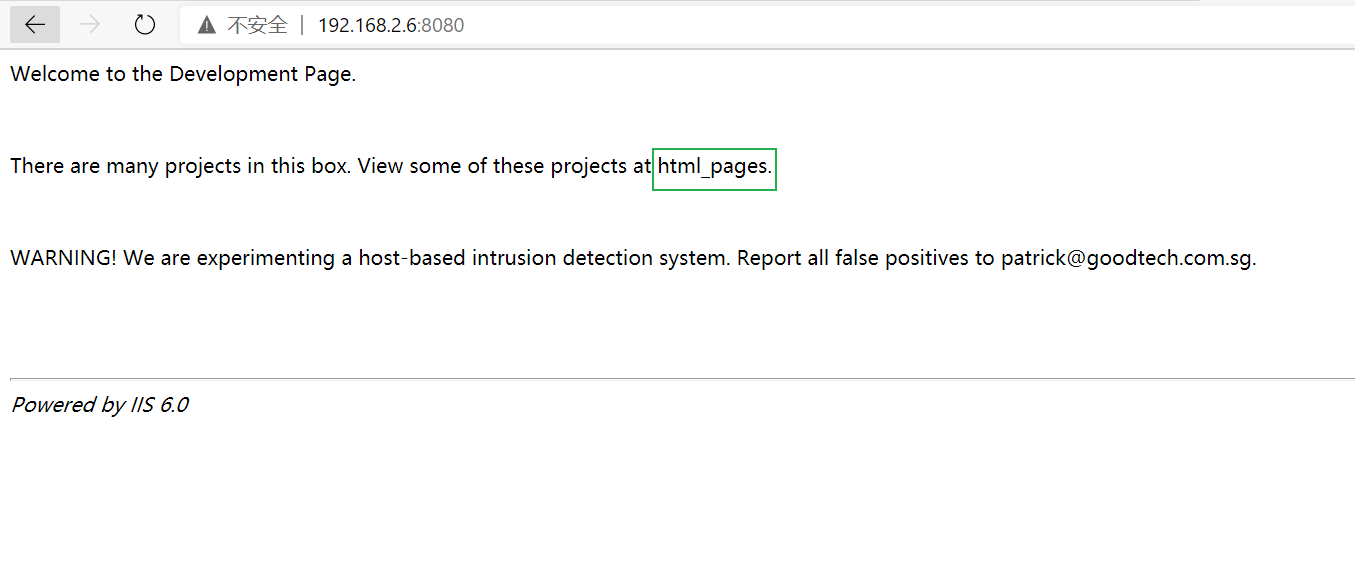 不安全 | 192.168.2.6:8080
Welcome to the Development Page.
There are many projects in this box. View some of these projects at html_pages.
WARNING! We are experimenting a host-based intrusion detection system. Report all false positives to patrick@goodtech.com.sg.
Powered by IIS 6.0